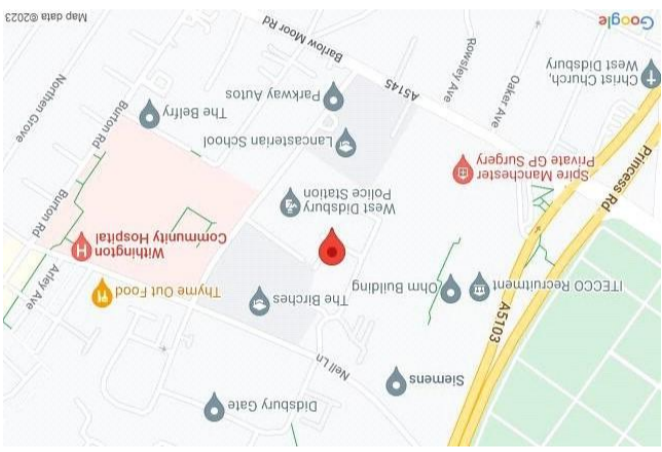 Didsbury Gate
Siemens
Nell Ln
A5103
ITECCO Recruitment
Ohm Building
The Birches
Thyme Out Food
Arley Ave
Withington
Community Hospital
West Didsbury
Police Station
Burton Rd
Princess Rd
Spire Manchester
Private GP Surgery
Lancasterian School
Burton Rd
The Belfry
Parkway Autos
A5145
Oaker Ave
Northen Grove
Christ Church,
West Didsbury
Rowsley Ave
Barlow Moor Rd
Google
Map data ©2023